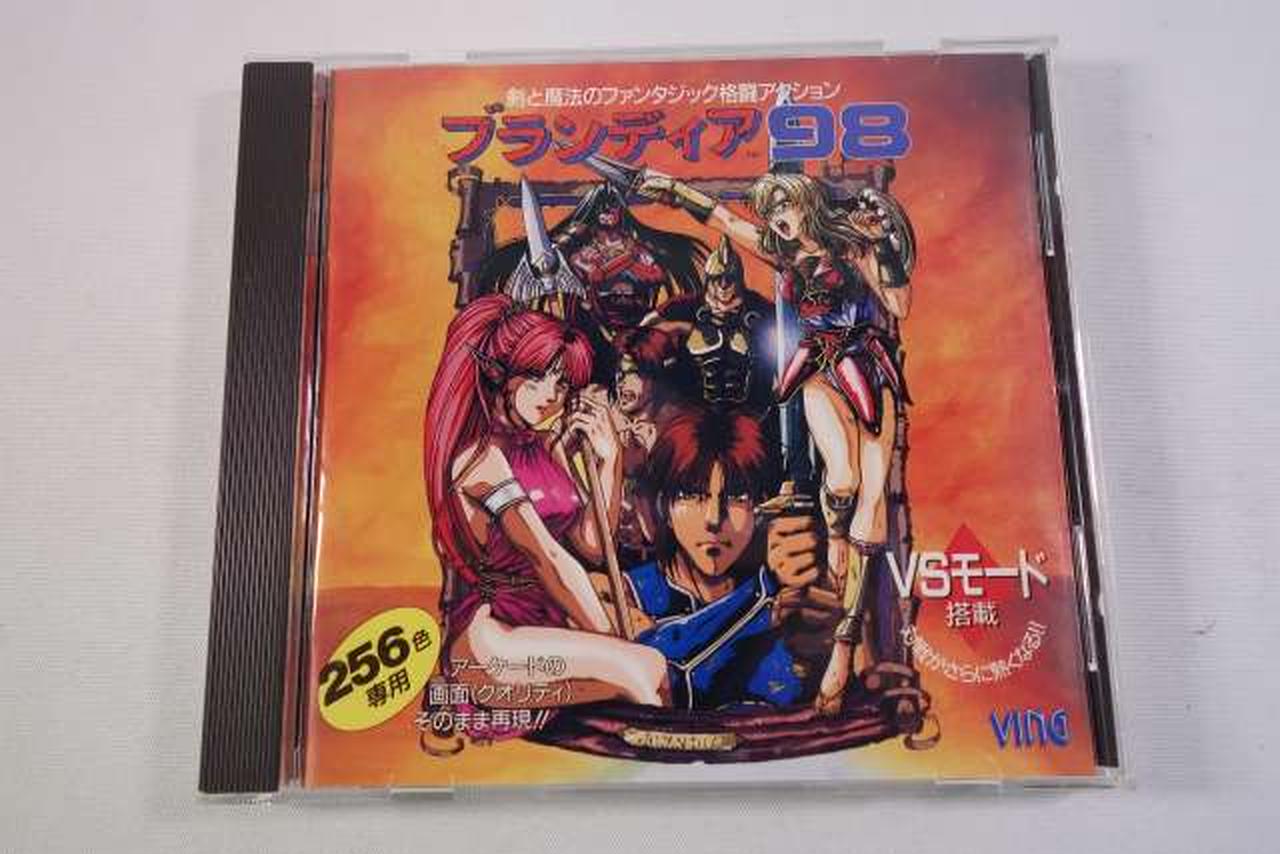 剣と魔法のファンタジック格闘アクション
ブランディア98
VSモード
搭載
対戦がさらに熱くなる!!
256色
専用
アーケードの
画面(クオリティ)
そのまま再現!!
VING